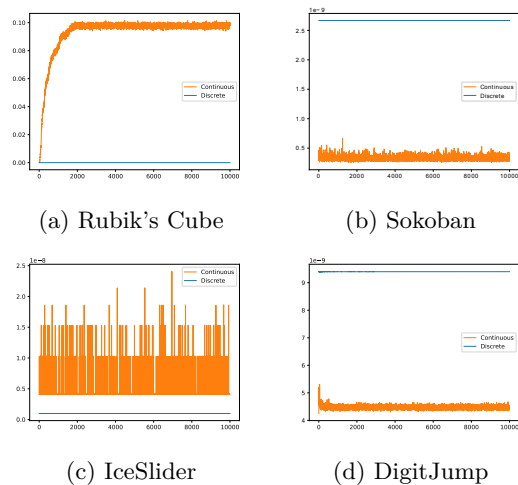 0.10
0.08
0.06
0.04
0.02
0.00
0 2000 4000 6000 8000 10000
Continuous
Discrete
(a) Rubik's Cube
1e−9
2.5
2.0
1.5
1.0
0.5
0 2000 4000 6000 8000 10000
Continuous
Discrete
(b) Sokoban
1e−8
2.5
2.0
1.5
1.0
0.5
0.0
0 2000 4000 6000 8000 10000
Continuous
Discrete
(c) IceSlider
1e−9
9
8
7
6
5
4
0 2000 4000 6000 8000 10000
Continuous
Discrete
(d) DigitJump